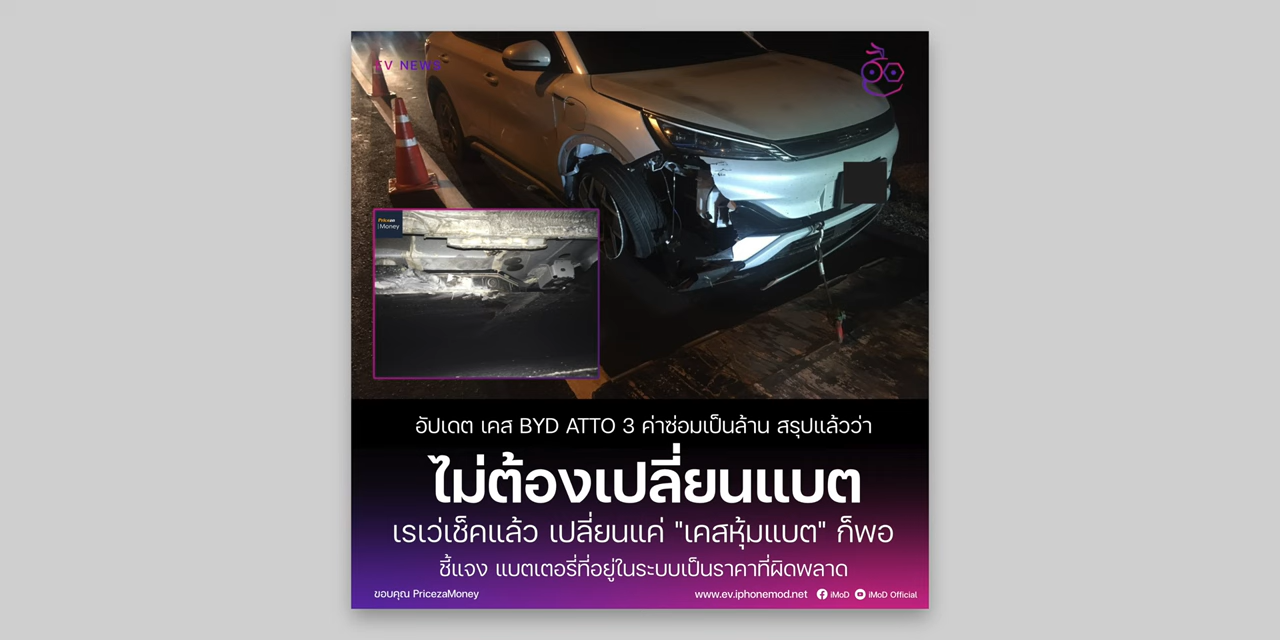 EV NEWS
Priceza
Money
อัปเดต เคส BYD ATTO 3 ค่าซ่อมเป็นล้าน สรุปแล้วว่า
ไม่ต้องเปลี่ยนแบต
เรเว่เช็คแล้ว เปลี่ยนแค่ "เคสหุ้มแบต" ก็พอ
ชี้แจง แบตเตอรี่ที่อยู่ในระบบเป็นราคาที่ผิดพลาด
ขอบคุณ PricezaMoney
www.ev.iphonemod.net iMoD iMoD Official